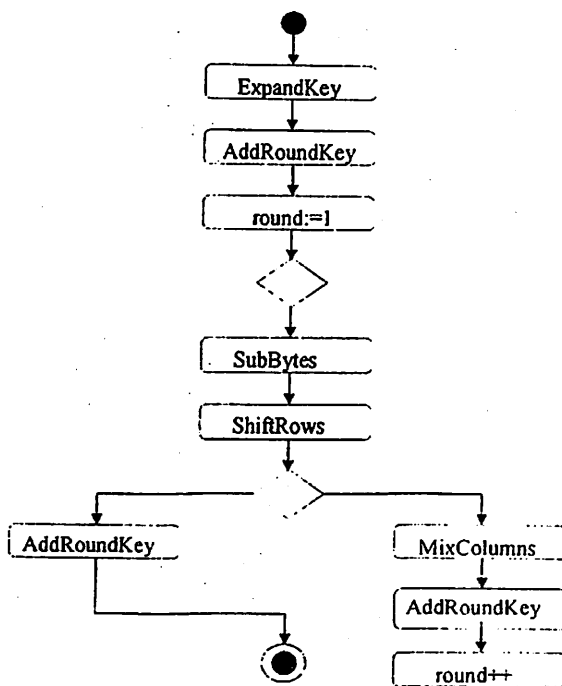 ExpandKey
AddRoundKey
round:=1
SubBytes
ShiftRows
AddRoundKey
MixColumns
AddRoundKey
round++